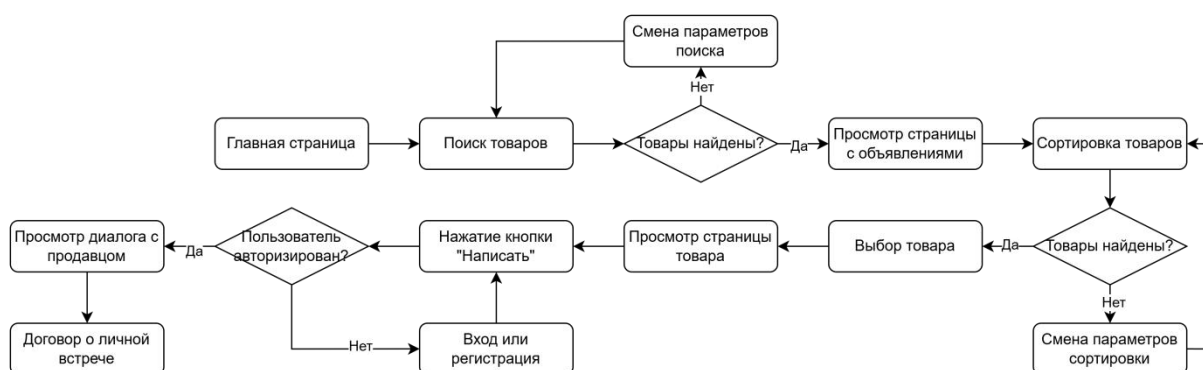 Смена параметров
поиска
Нет
Главная страница
Поиск товаров
Товары найдены?
Да
Просмотр страницы
с объявлениями
Сортировка товаров
Просмотр диалога с
продавцом
Да
Пользователь
авторизирован?
Нажатие кнопки
"Написать"
Просмотр страницы
товара
Выбор товара
Да
Товары найдены?
Нет
Договор о личной
встрече
Нет
Вход или
регистрация
Смена параметров
сортировки